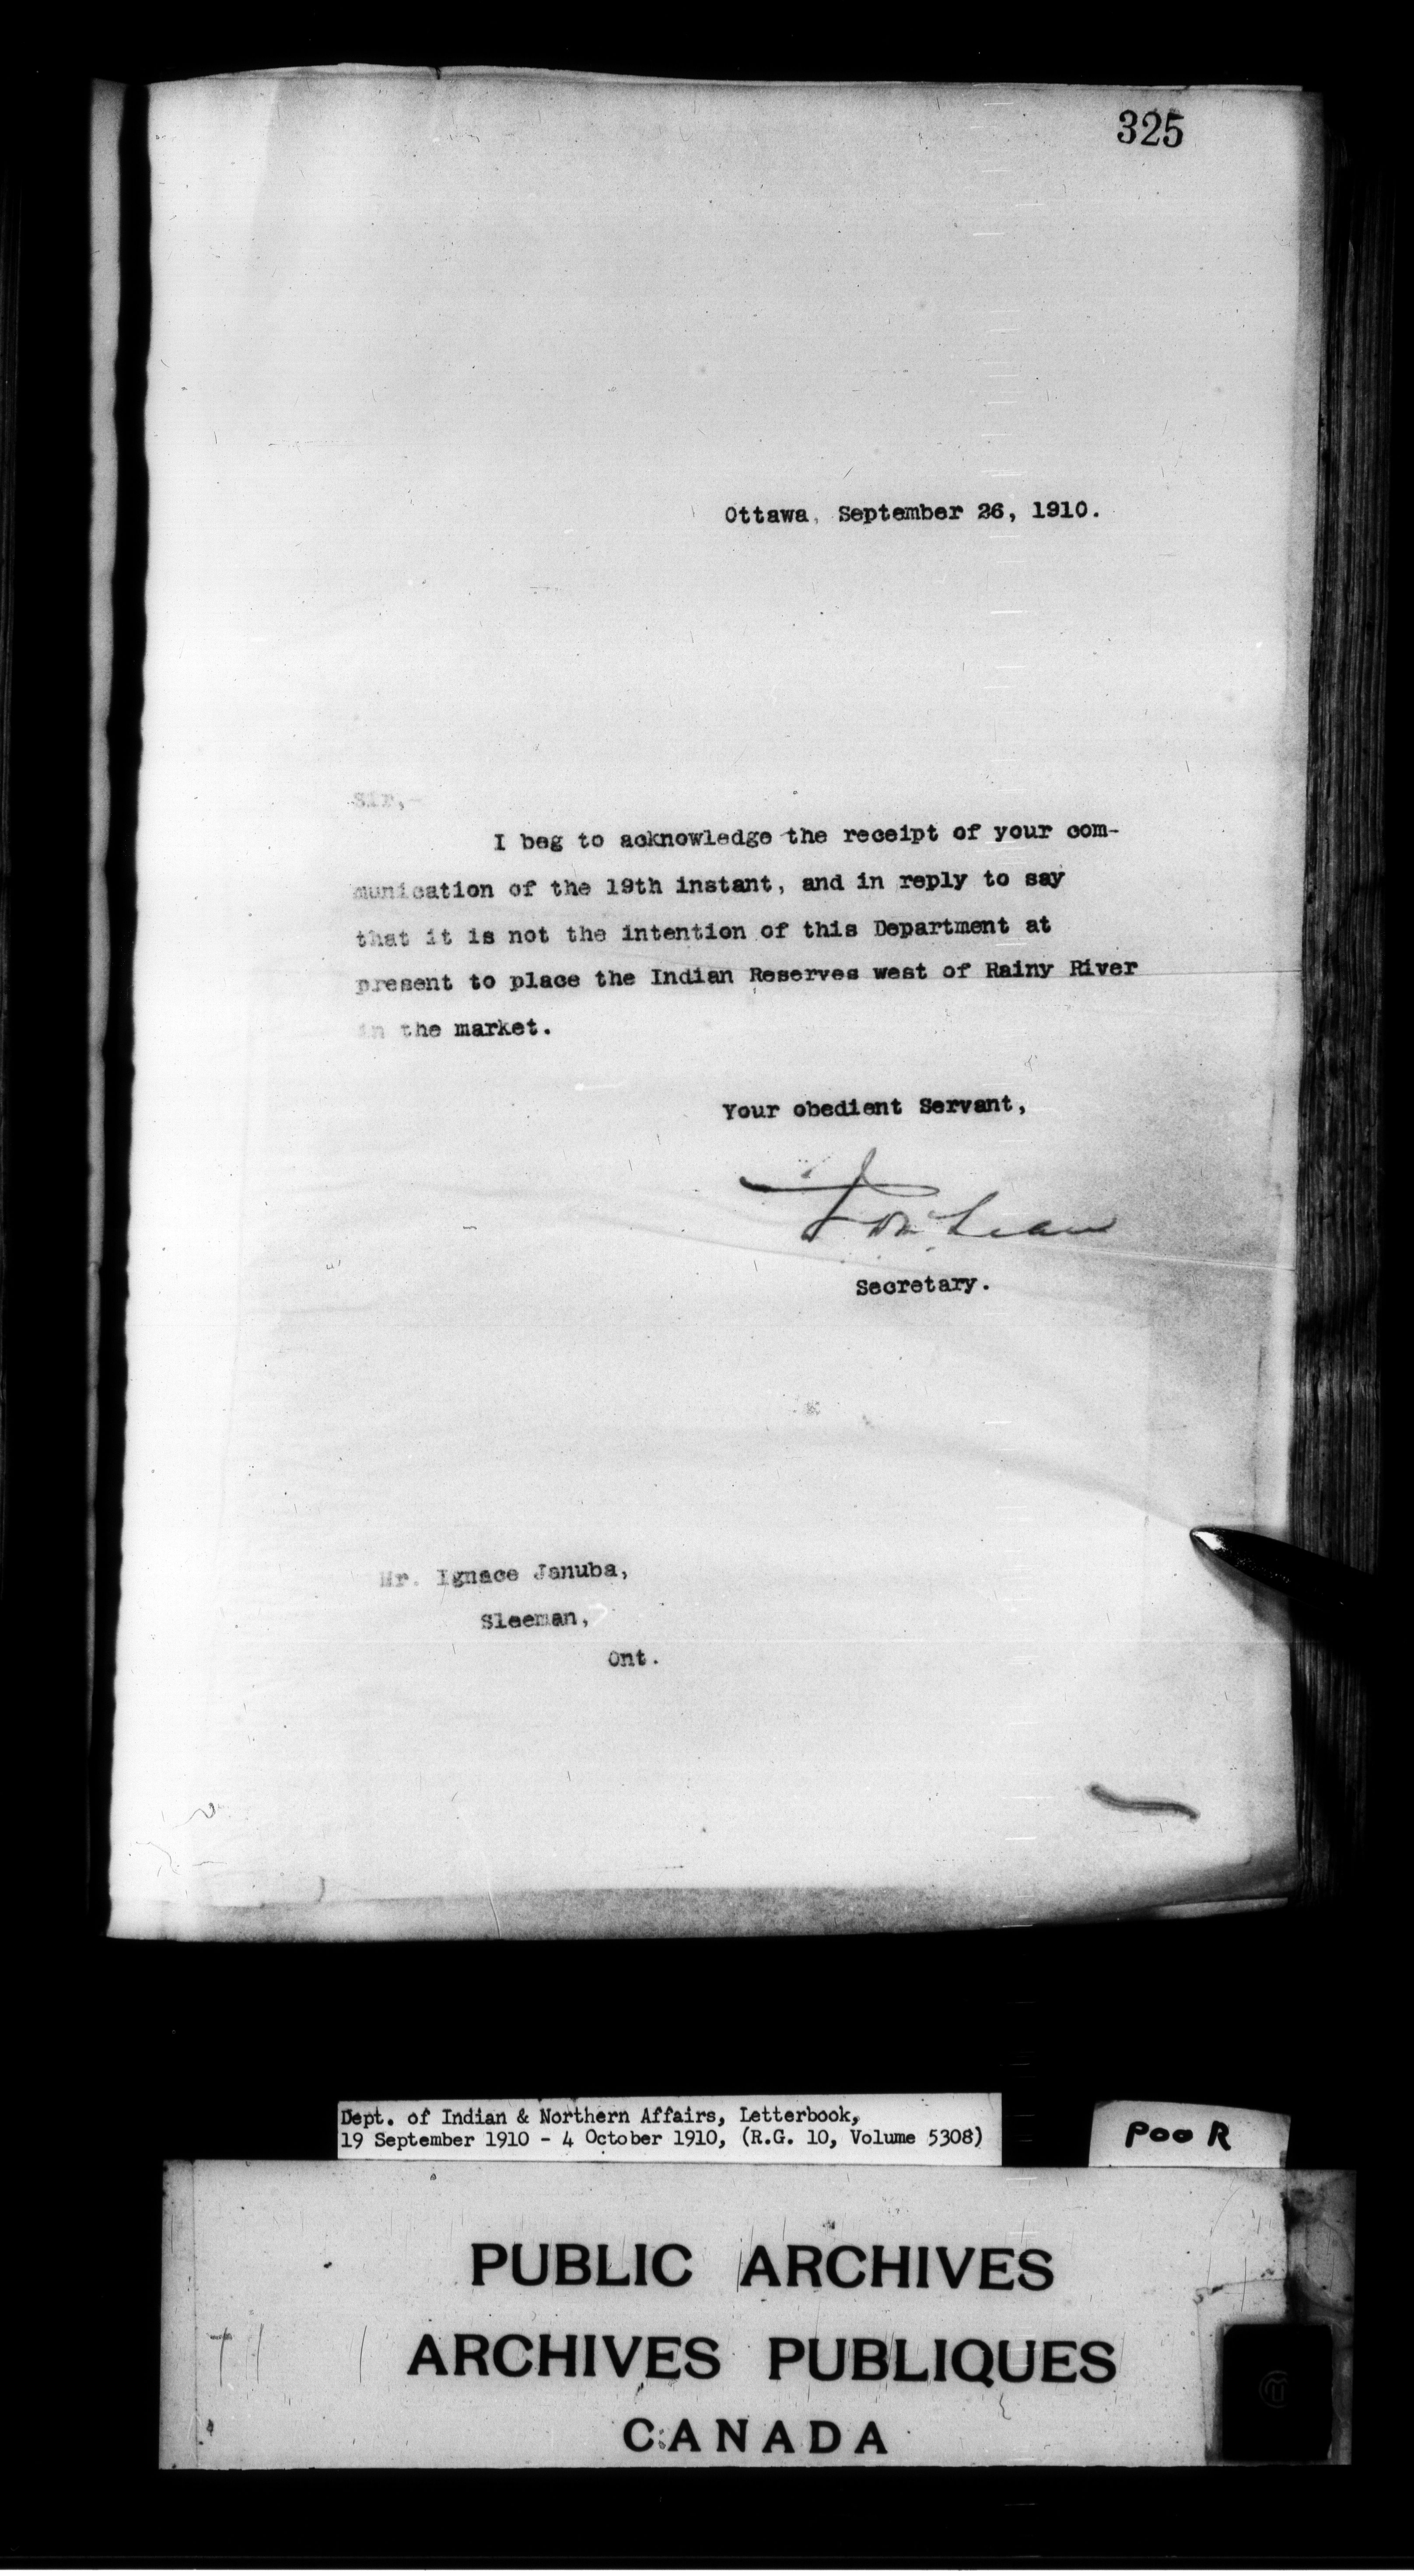 325
Ottawa, September 26, 1910.
Sir,-
I beg to acknowledge the receipt of your com-
munication of the 19th instant, and in reply to say
that it is not the intention of this Department at
present to place the Indian Reserves west of Rainy River
in the market.
Your obedient Servant,
Secretary.
Mr. Ignace Januba,
Sleeman,
Ont.
Dept. of Indian & Northern Affairs, Letterbook,
19 September 1910 - 4 October 1910, (R.G. 10, Volume 5308)
POOR
PUBLIC ARCHIVES
ARCHIVES PUBLIQUES
CANADA